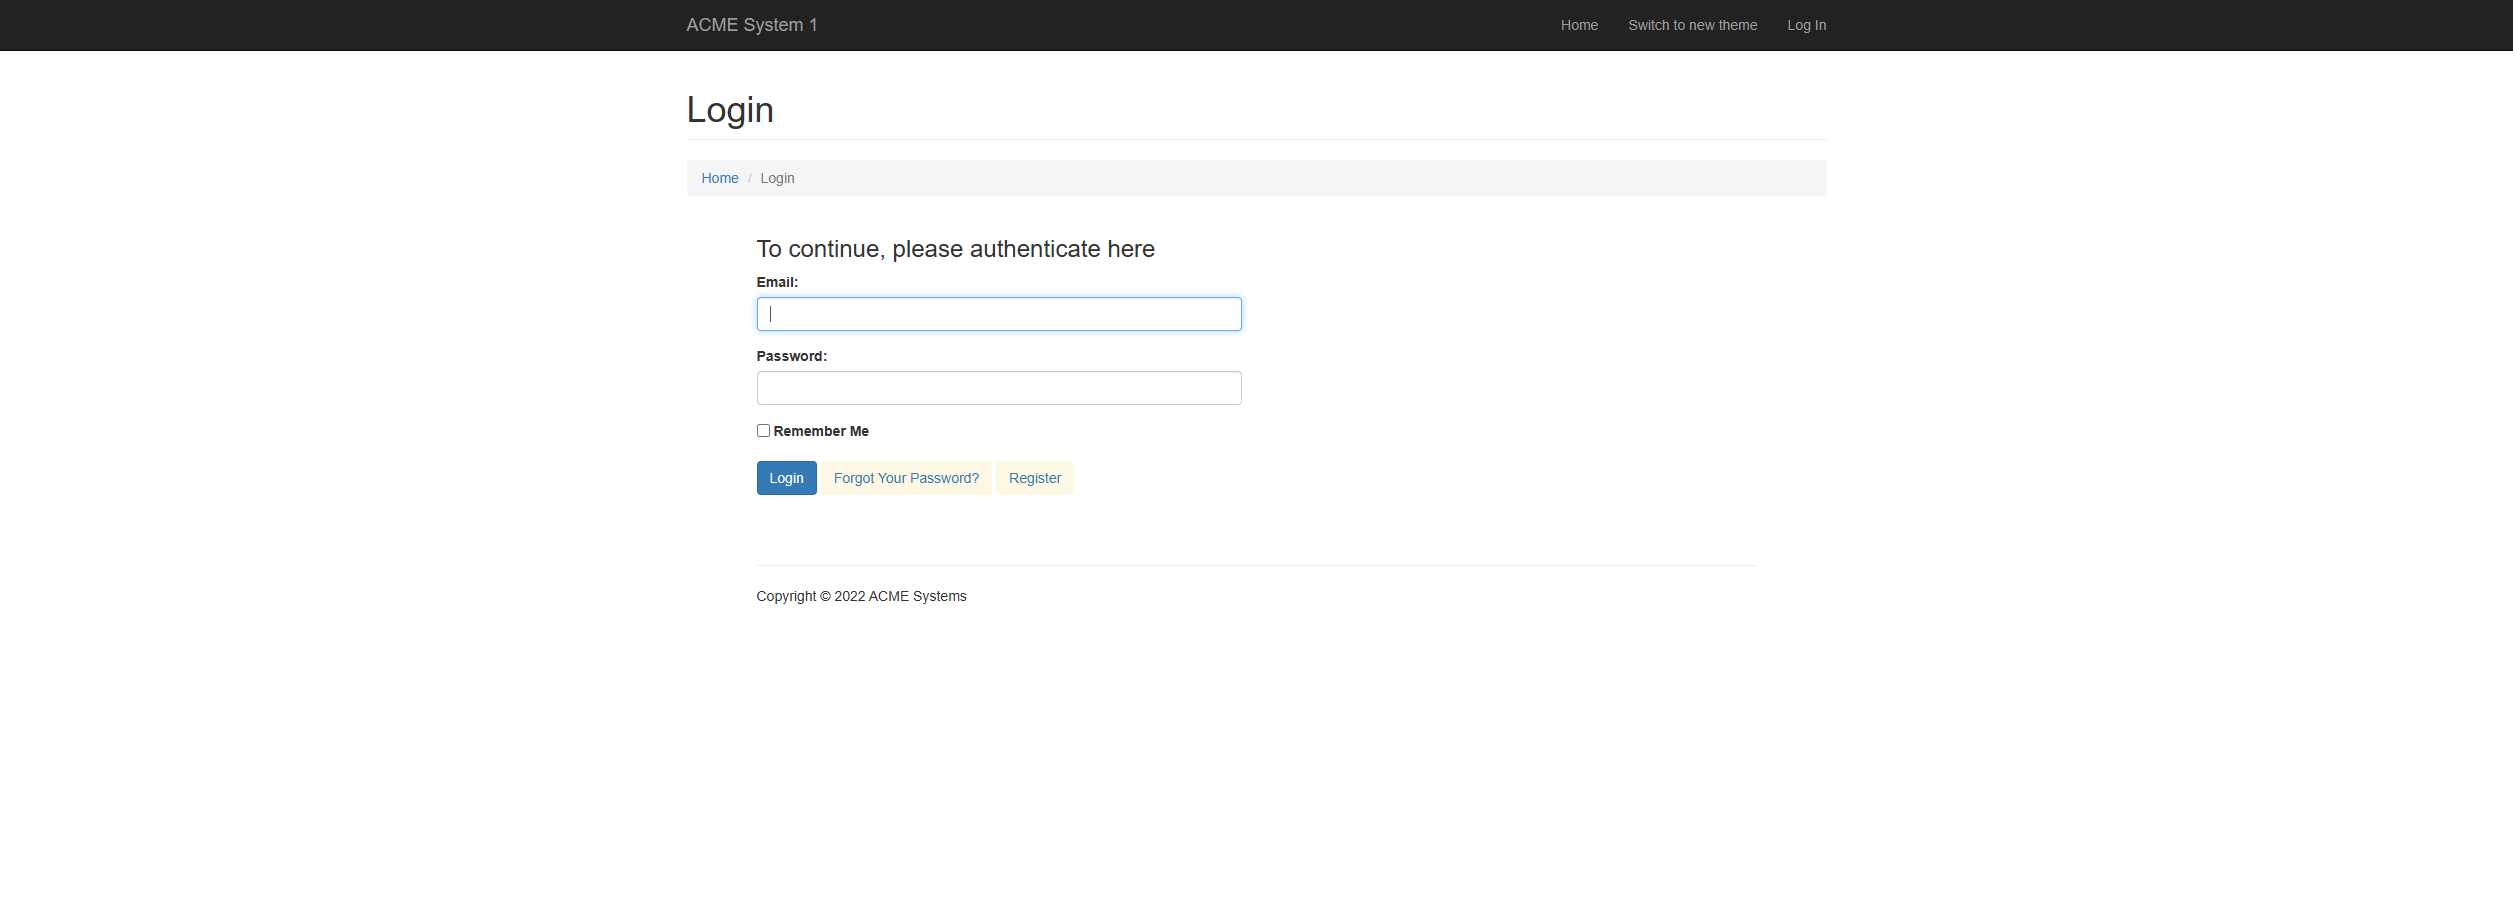 ACME System 1 Home Switch to new theme Log In
Login
Home / Login
To continue, please authenticate here
Email:
Password:
Remember Me
Login Forgot Your Password? Register
Copyright © 2022 ACME Systems